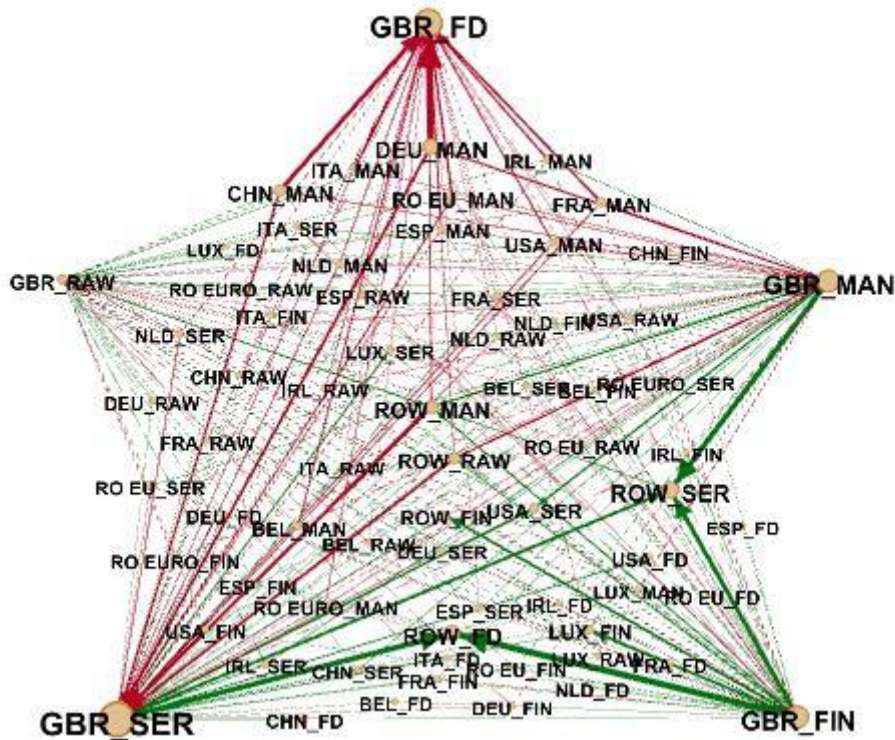 GBR_FD
DEU_MAN
IRL_MAN
ITA_MAN
CHN_MAN
RO EU_MAN
FRA_MAN
ITA_SER
ESP_MAN
USA_MAN
LUX_FD
CHN_FIN
NLD_MAN
GBR_RAW
GBR_MAN
RO EURO_RAW
ESP_RAW
FRA_SER
ITA_FIN
NLD_FIN
USA_RAW
NLD_SER
NLD_RAW
LUX_SER
CHN_RAW
IRL_RAW
BEL_SER
BEL_FIN
RO EURO_SER
DEU_RAW
ROW_MAN
FRA_RAW
RO EU_RAW
IRL_FIN
ITA_RAW
ROW_RAW
RO EU_SER
ROW_SER
DEU_FD
BEL_MAN
ROW_FIN
USA_SER
ESP_FD
BEL_RAW
DEU_SER
RO EURO_FIN
USA_FD
ESP_FIN
LUX_MAN
RO EU_FD
RO EURO_MAN
ESP_SER
IRL_FD
USA_FIN
ROW_FD
LUX_FIN
IRL_SER
CHN_SER
ITA_FD
RO EU_FIN
LUX_RAW
FRA_FD
FRA_FIN
NLD_FD
BEL_FD
DEU_FIN
GBR_SER
CHN_FD
GBR_FIN